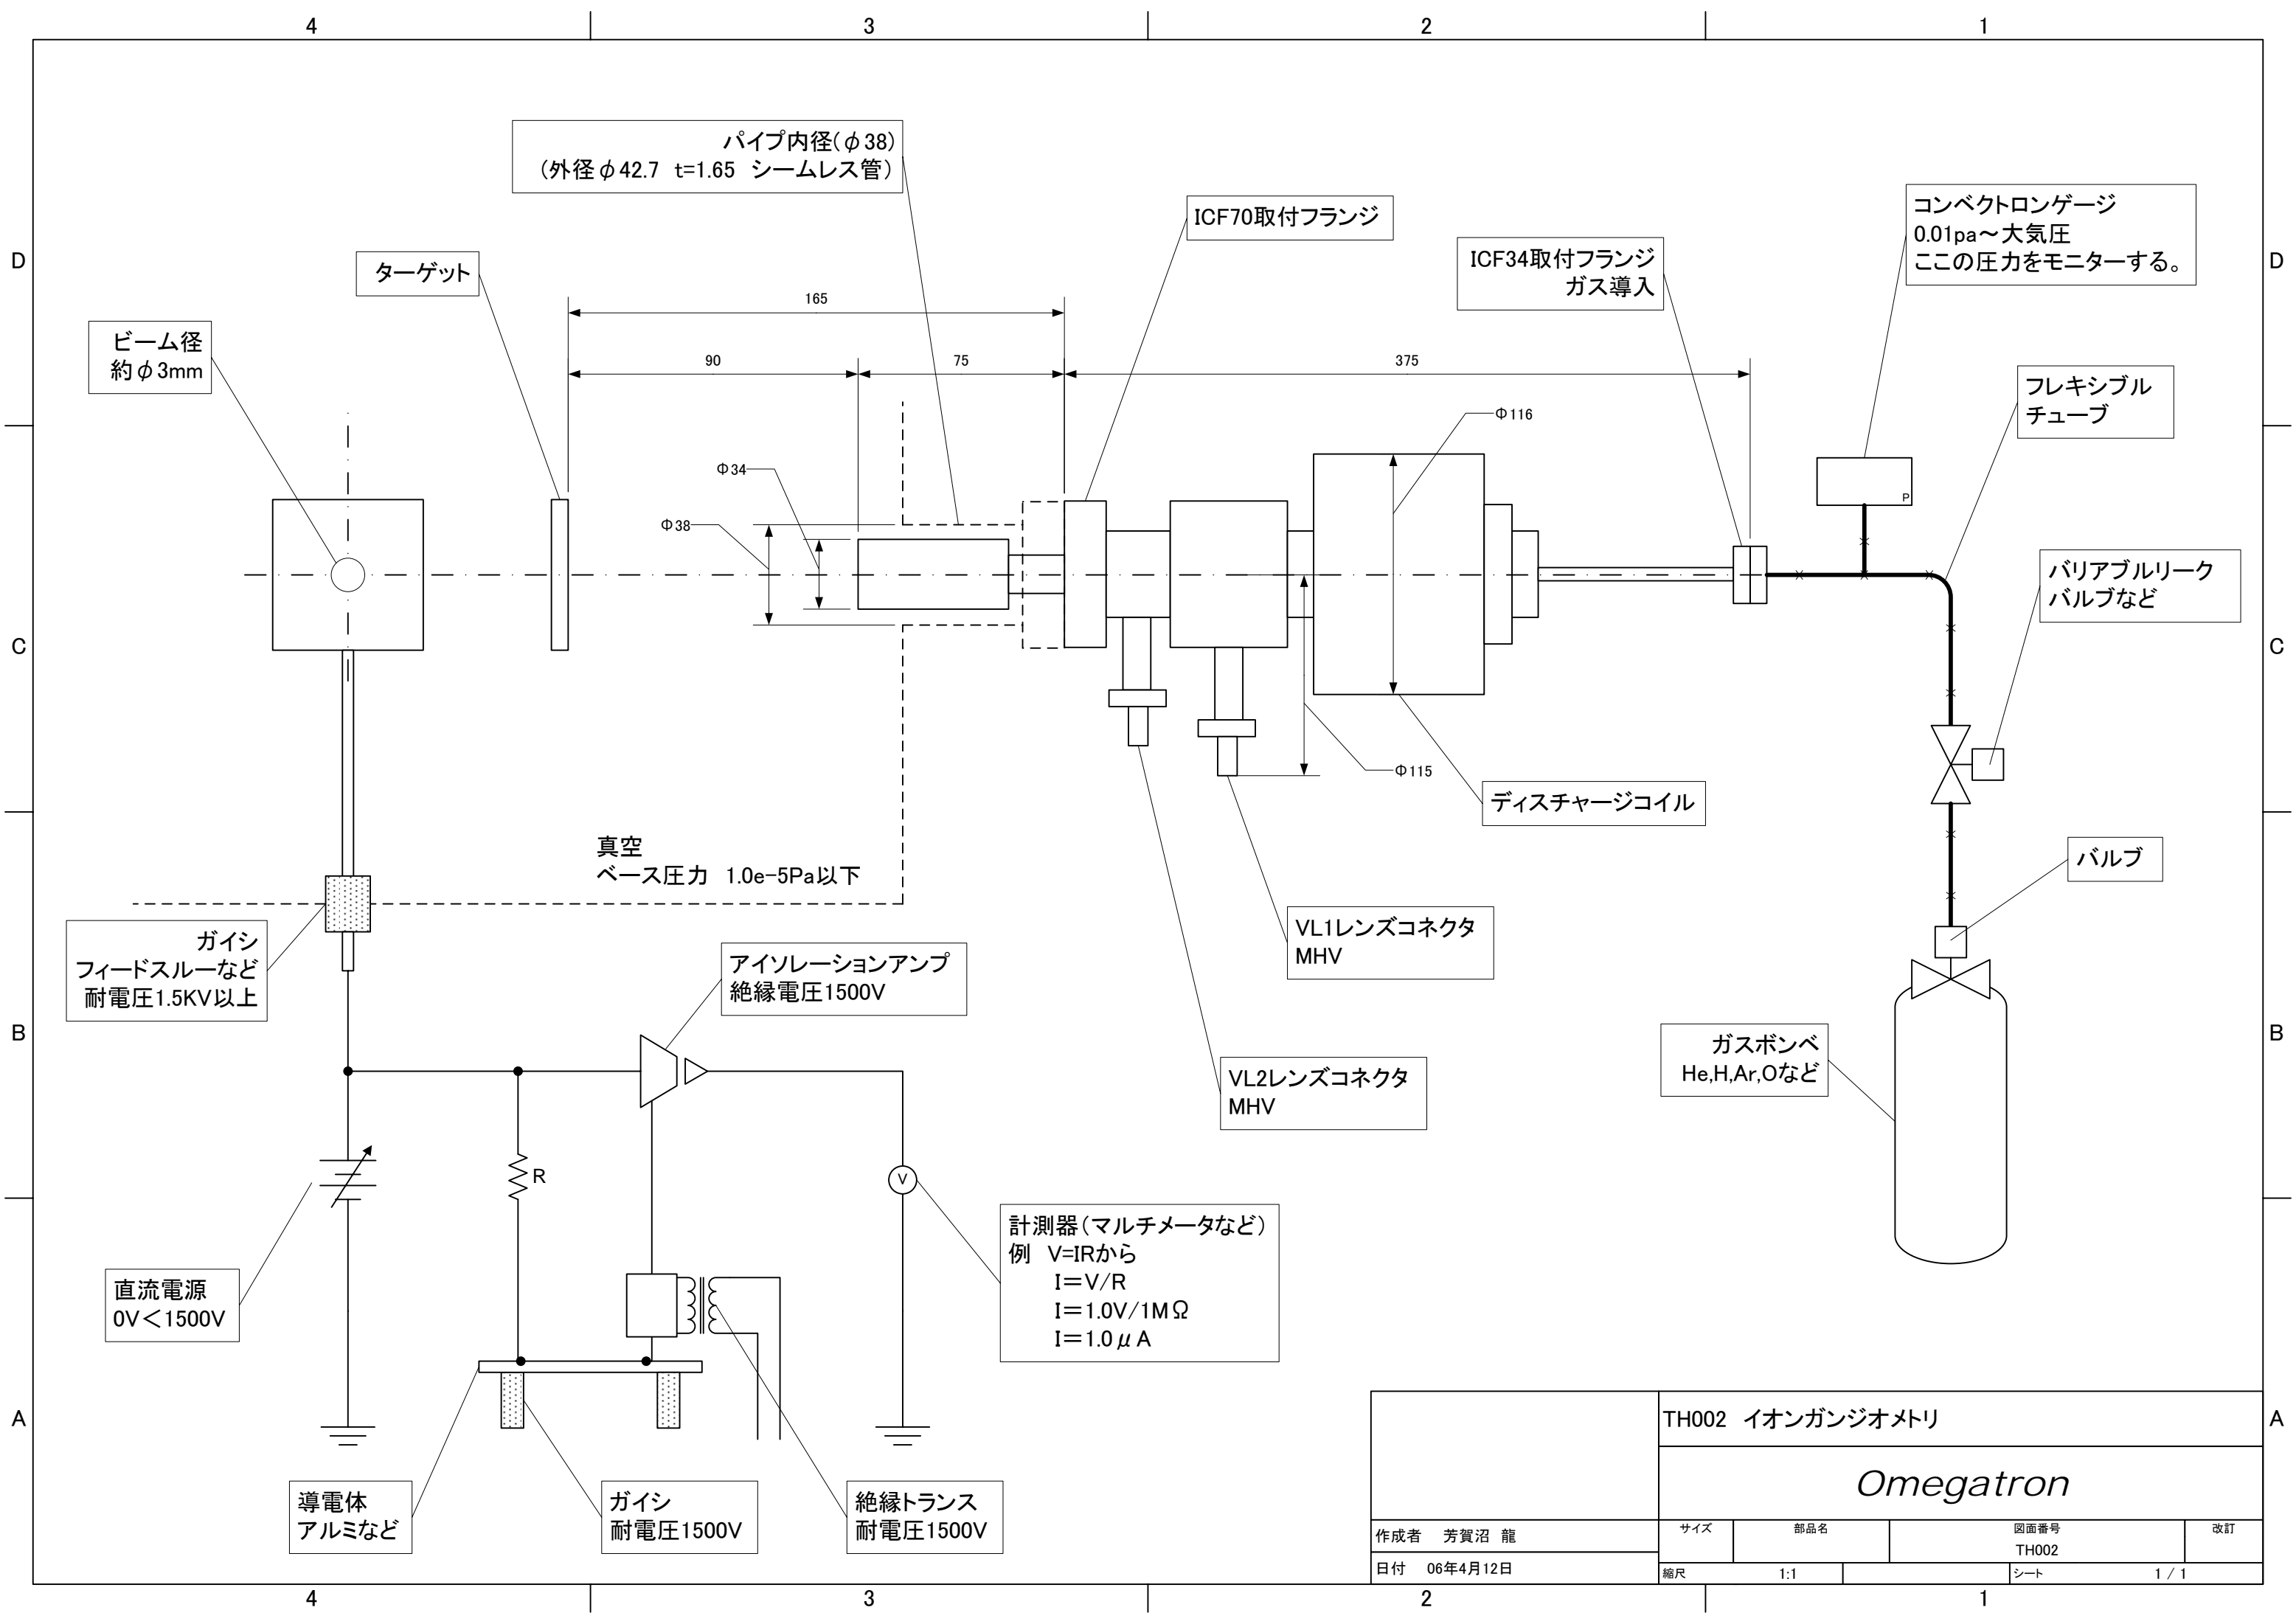 4
3
2
1
D
D
C
C
B
B
A
A
パイプ内径(φ38)
(外径φ42.7 t=1.65 シームレス管)
ICF70取付フランジ
コンベクトロンゲージ
0.01pa～大気圧
ここの圧力をモニターする。
ICF34取付フランジ
ガス導入
ターゲット
165
ビーム径
約φ3mm
90
75
375
フレキシブル
チューブ
Φ116
Φ34
Φ38
P
バリアブルリーク
バルブなど
Φ115
ディスチャージコイル
真空
ベース圧力 1.0e-5Pa以下
バルブ
ガイシ
フィードスルーなど
耐電圧1.5KV以上
アイソレーションアンプ
絶縁電圧1500V
VL1レンズコネクタ
MHV
VL2レンズコネクタ
MHV
ガスボンベ
He,H,Ar,Oなど
R
V
計測器(マルチメータなど)
例 V=IRから
I＝V/R
I＝1.0V/1MΩ
I＝1.0μA
直流電源
0V＜1500V
導電体
アルミなど
ガイシ
耐電圧1500V
絶縁トランス
耐電圧1500V
TH002 イオンガンジオメトリ
Omegatron
作成者 芳賀沼 龍
日付 06年4月12日
サイズ
部品名
図面番号
TH002
改訂
縮尺 1:1
シート 1 / 1
4
3
2
1